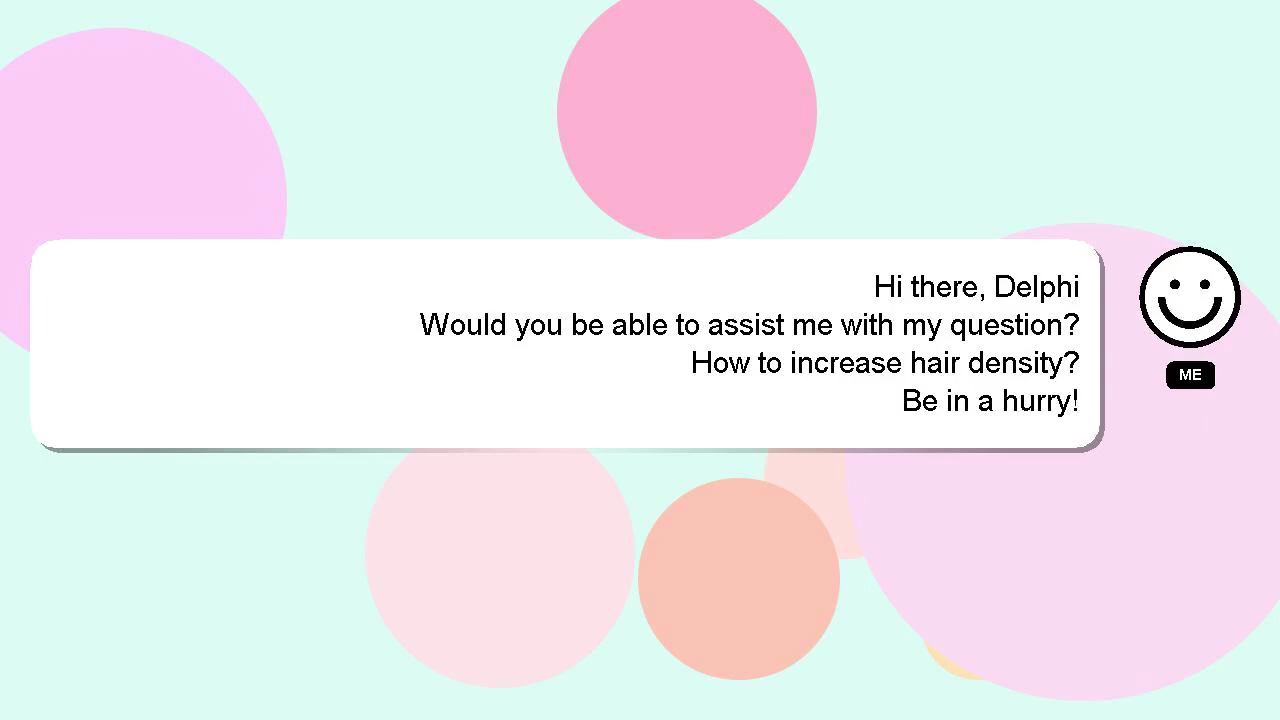 Hi there, Delphi
Would you be able to assist me with my question?
How to increase hair density?
Be in a hurry!
ME